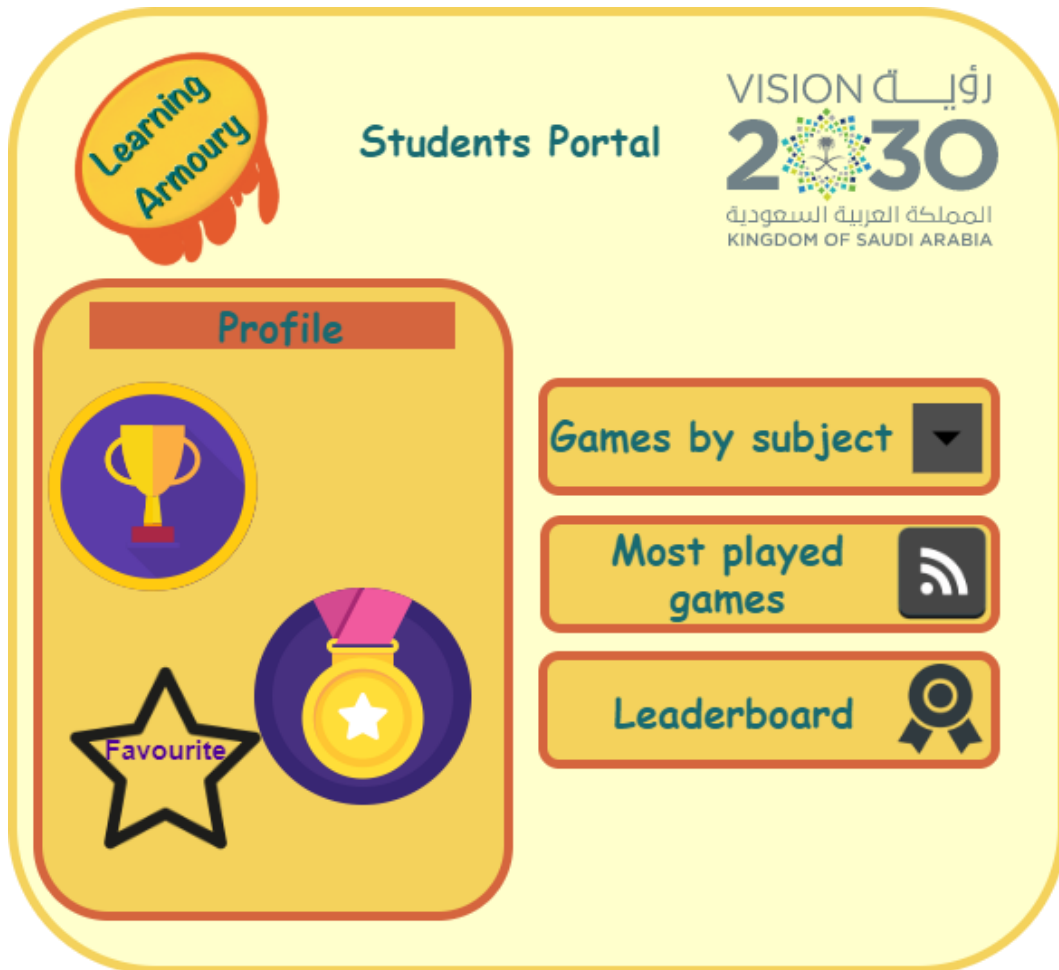 Learning
Armoury
Students Portal
VISION رؤيــة
2030
المملكة العربية السعودية
KINGDOM OF SAUDI ARABIA
Profile
Favourite
Games by subject
Most played
games
Leaderboard